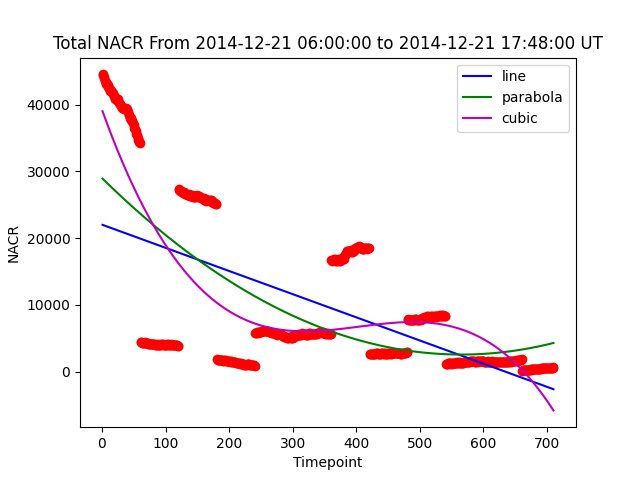 Total NACR From 2014-12-21 06:00:00 to 2014-12-21 17:48:00 UT
line
parabola
cubic
NACR
40000
30000
20000
10000
0
0 100 200 300 400 500 600 700
Timepoint